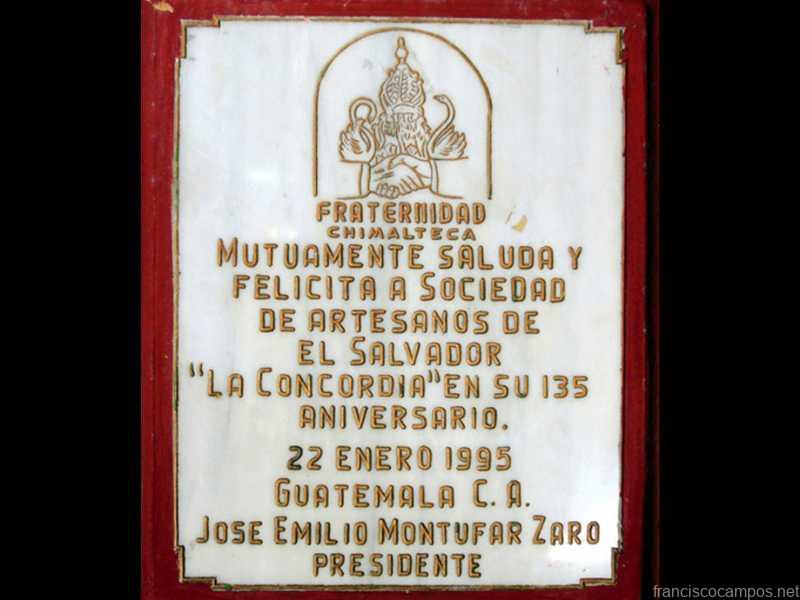 FRATERNIDAD
CHIMALTECA
MUTUAMENTE SALUDA Y
FELICITA A SOCIEDAD
DE ARTESANOS DE
EL SALVADOR
"LA CONCORDIA" EN SU 135
ANIVERSARIO.
22 ENERO 1995
GUATEMALA C. A.
JOSE EMILIO MONTUFAR ZARO
PRESIDENTE
franciscocampos.net